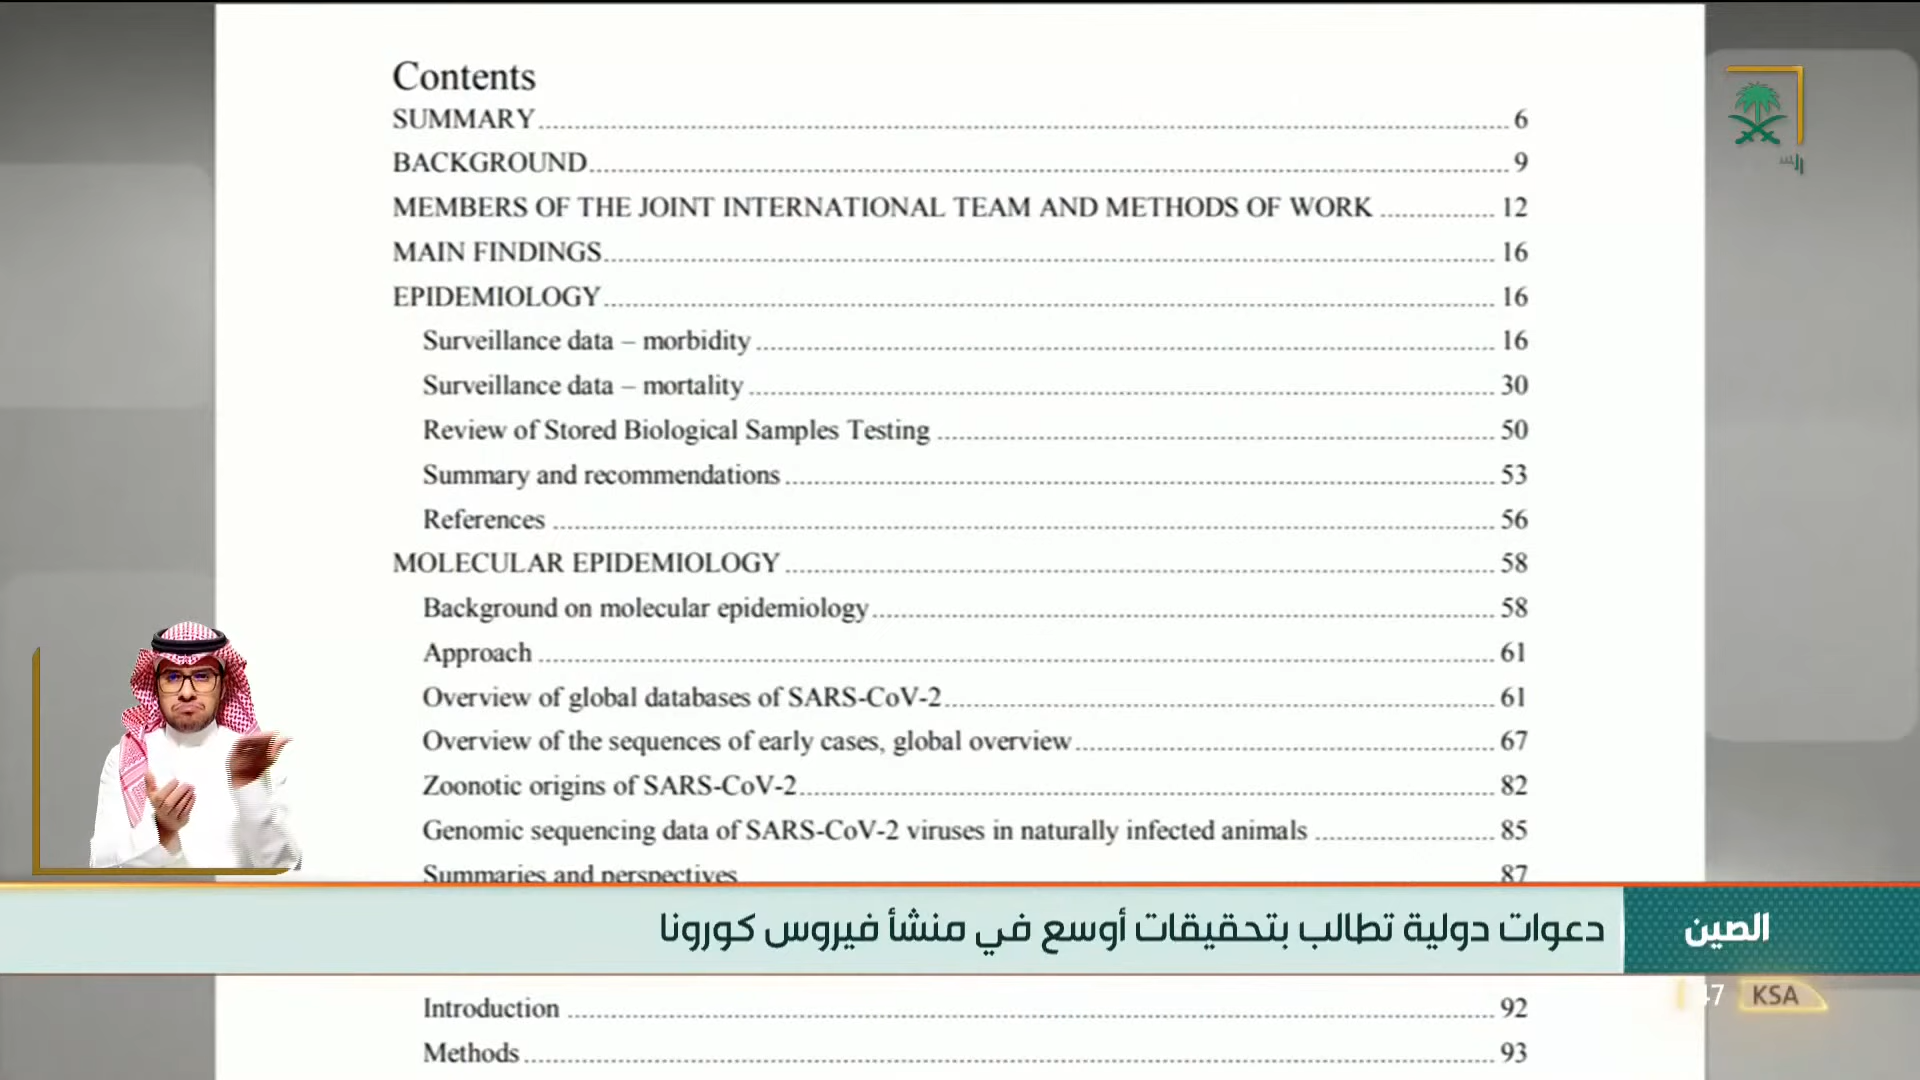 Contents
SUMMARY 6
BACKGROUND 9
MEMBERS OF THE JOINT INTERNATIONAL TEAM AND METHODS OF WORK 12
MAIN FINDINGS 16
EPIDEMIOLOGY 16
Surveillance data – morbidity 16
Surveillance data – mortality 30
Review of Stored Biological Samples Testing 50
Summary and recommendations 53
References 56
MOLECULAR EPIDEMIOLOGY 58
Background on molecular epidemiology 58
Approach 61
Overview of global databases of SARS-CoV-2 61
Overview of the sequences of early cases, global overview 67
Zoonotic origins of SARS-CoV-2 82
Genomic sequencing data of SARS-CoV-2 viruses in naturally infected animals 85
Summaries and perspectives 87
الصين
دعوات دولية تطالب بتحقيقات أوسع في منشأ فيروس كورونا
47 KSA
Introduction 92
Methods 93